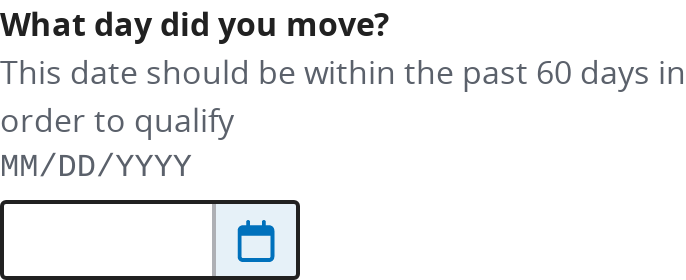 What day did you move?
This date should be within the past 60 days in
order to qualify
MM/DD/YYYY